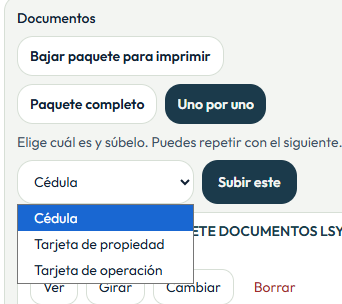 Documentos
Bajar paquete para imprimir
Paquete completo
Uno por uno
Elige cuál es y súbelo. Puedes repetir con el siguiente.
Cédula
Subir este
Cédula
ETE DOCUMENTOS LSY
Tarjeta de propiedad
Tarjeta de operación
Ver
Girar
Cambiar
Borrar